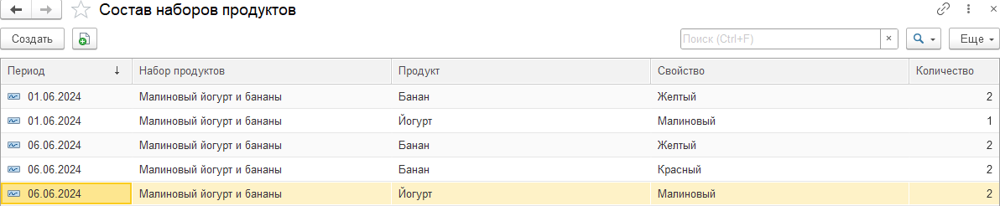 Состав наборов продуктов
Создать Поиск (Ctrl+F) × Еще
Период ↓ Набор продуктов Продукт Свойство Количество
01.06.2024 Малиновый йогурт и бананы Банан Желтый 2
01.06.2024 Малиновый йогурт и бананы Йогурт Малиновый 1
06.06.2024 Малиновый йогурт и бананы Банан Желтый 2
06.06.2024 Малиновый йогурт и бананы Банан Красный 2
06.06.2024 Малиновый йогурт и бананы Йогурт Малиновый 2